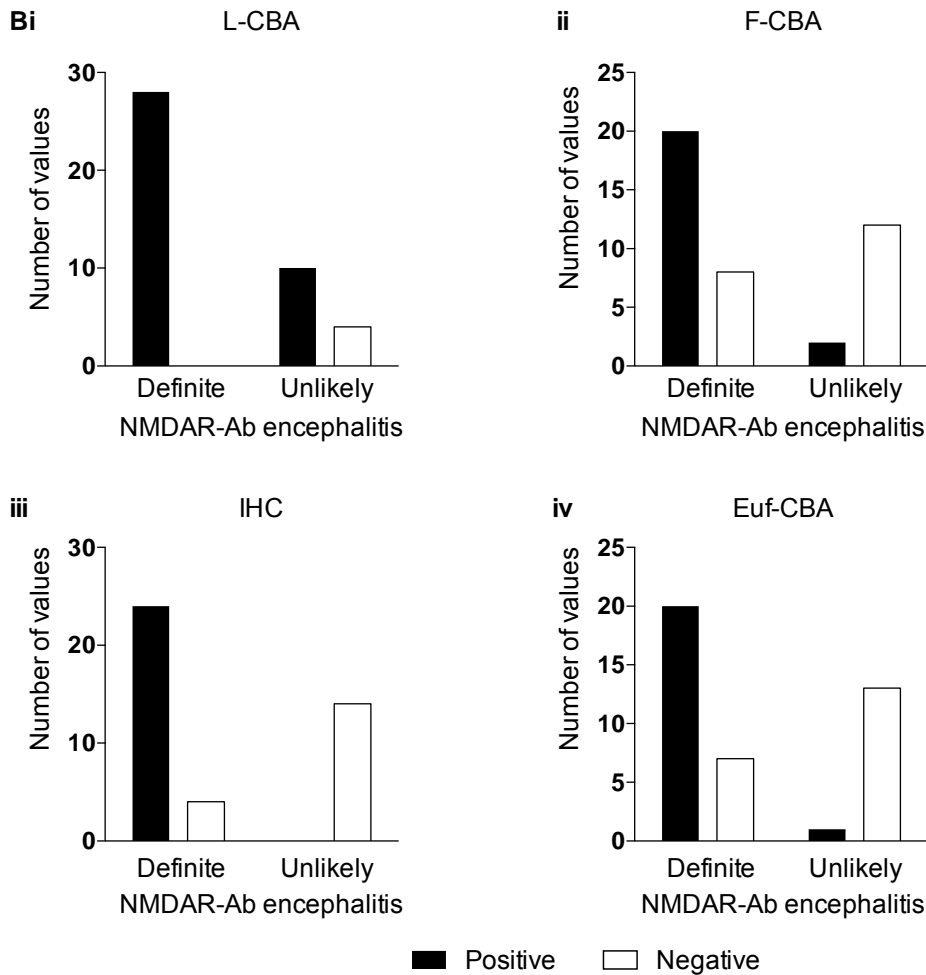 Bi L-CBA
30
20
10
0
Number of values
Definite Unlikely
NMDAR-Ab encephalitis
ii F-CBA
25
20
15
10
5
0
Number of values
Definite Unlikely
NMDAR-Ab encephalitis
iii IHC
30
20
10
0
Number of values
Definite Unlikely
NMDAR-Ab encephalitis
iv Euf-CBA
25
20
15
10
5
0
Number of values
Definite Unlikely
NMDAR-Ab encephalitis
Positive Negative